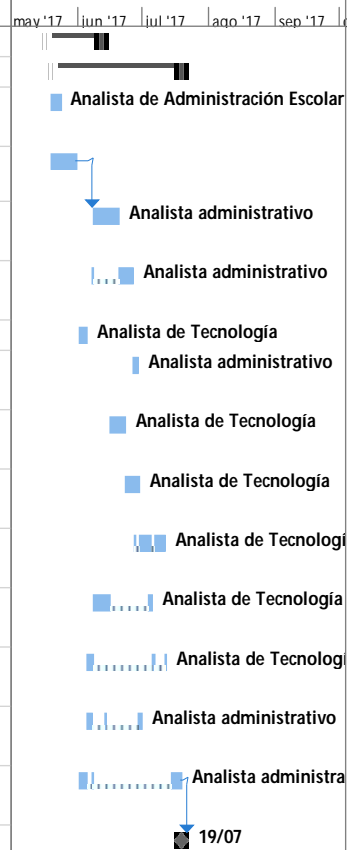 may '17 jun '17 jul '17 ago '17 sep '17
Analista de Administración Escolar
Analista administrativo
Analista administrativo
Analista de Tecnología
Analista administrativo
Analista de Tecnología
Analista de Tecnología
Analista de Tecnologí
Analista de Tecnología
Analista de Tecnologí
Analista administrativo
Analista administra
19/07